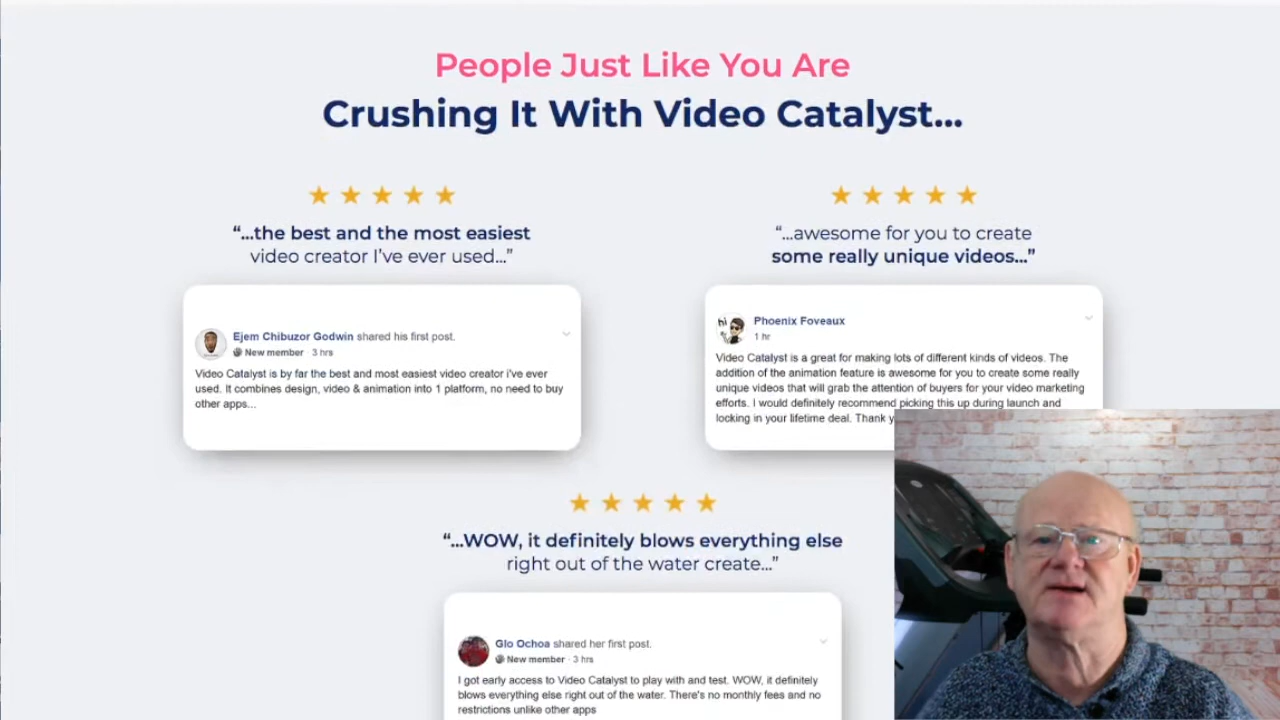 People Just Like You Are
Crushing It With Video Catalyst...
“...the best and the most easiest
video creator I've ever used...”
Ejem Chibuzor Godwin shared his first post.
New member · 3 hrs
Video Catalyst is by far the best and most easiest video creator i've ever
used. It combines design, video & animation into 1 platform, no need to buy
other apps...
“...awesome for you to create
some really unique videos...”
hi
Phoenix Foveaux
1 hr
Video Catalyst is a great for making lots of different kinds of videos. The
addition of the animation feature is awesome for you to create some really
unique videos that will grab the attention of buyers for your video marketing
efforts. I would definitely recommend picking this up during launch and
locking in your lifetime deal. Thank
“...WOW, it definitely blows everything else
right out of the water create...”
Glo Ochoa shared her first post.
New member · 3 hrs
I got early access to Video Catalyst to play with and test. WOW, it definitely
blows everything else right out of the water. There's no monthly fees and no
restrictions unlike other apps